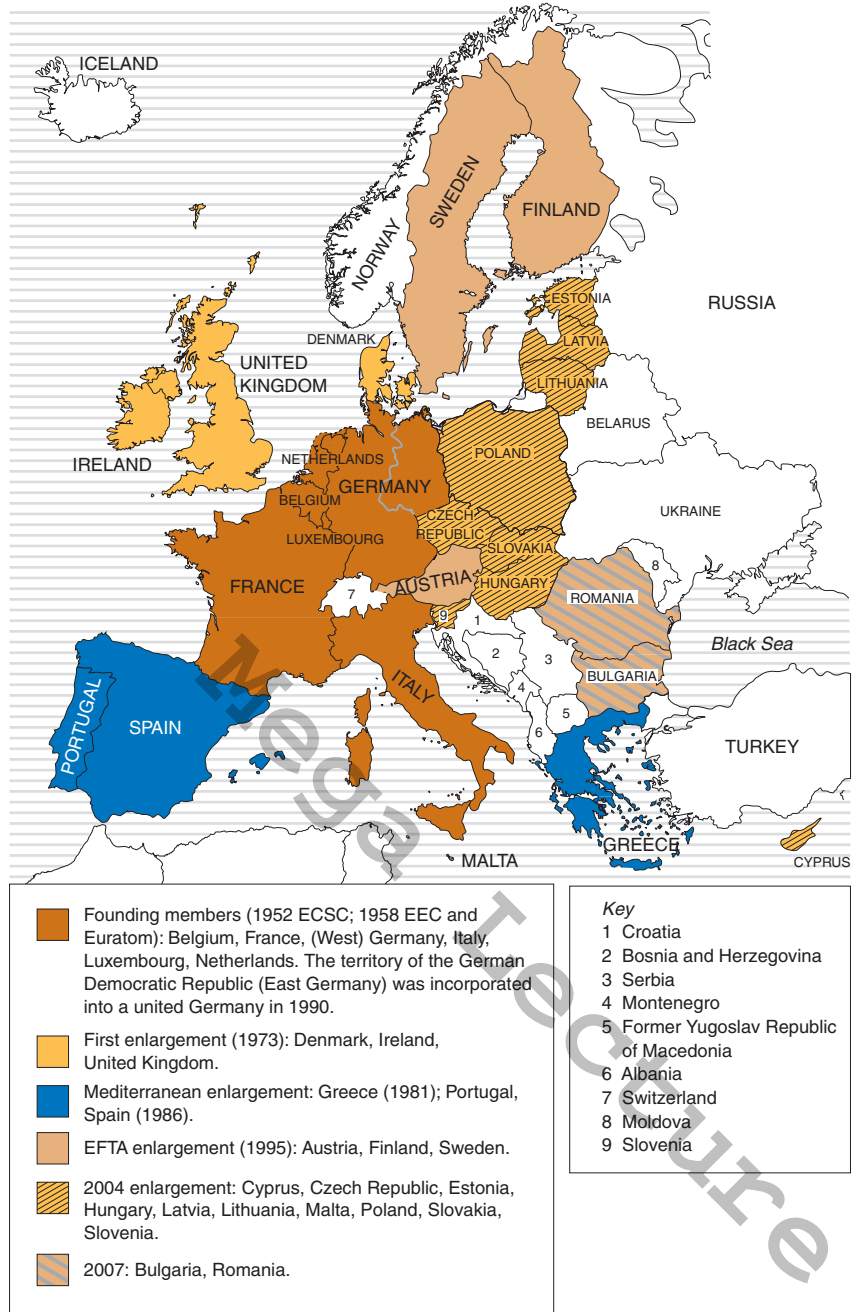 ICELAND
SWEDEN
FINLAND
NORWAY
ESTONIA
RUSSIA
LATVIA
DENMARK
UNITED
KINGDOM
LITHUANIA
BELARUS
IRELAND
NETHERLANDS
POLAND
GERMANY
BELGIUM
CZECH
REPUBLIC
UKRAINE
LUXEMBOURG
SLOVAKIA
FRANCE
7
AUSTRIA
HUNGARY
8
ROMANIA
9
1
2
3
Black Sea
ITALY
4
BULGARIA
5
6
PORTUGAL
SPAIN
TURKEY
GREECE
MALTA
CYPRUS
Founding members (1952 ECSC; 1958 EEC and
Euratom): Belgium, France, (West) Germany, Italy,
Luxembourg, Netherlands. The territory of the German
Democratic Republic (East Germany) was incorporated
into a united Germany in 1990.
First enlargement (1973): Denmark, Ireland,
United Kingdom.
Mediterranean enlargement: Greece (1981); Portugal,
Spain (1986).
EFTA enlargement (1995): Austria, Finland, Sweden.
2004 enlargement: Cyprus, Czech Republic, Estonia,
Hungary, Latvia, Lithuania, Malta, Poland, Slovakia,
Slovenia.
2007: Bulgaria, Romania.
Key
1 Croatia
2 Bosnia and Herzegovina
3 Serbia
4 Montenegro
5 Former Yugoslav Republic
of Macedonia
6 Albania
7 Switzerland
8 Moldova
9 Slovenia
Mega Lecture